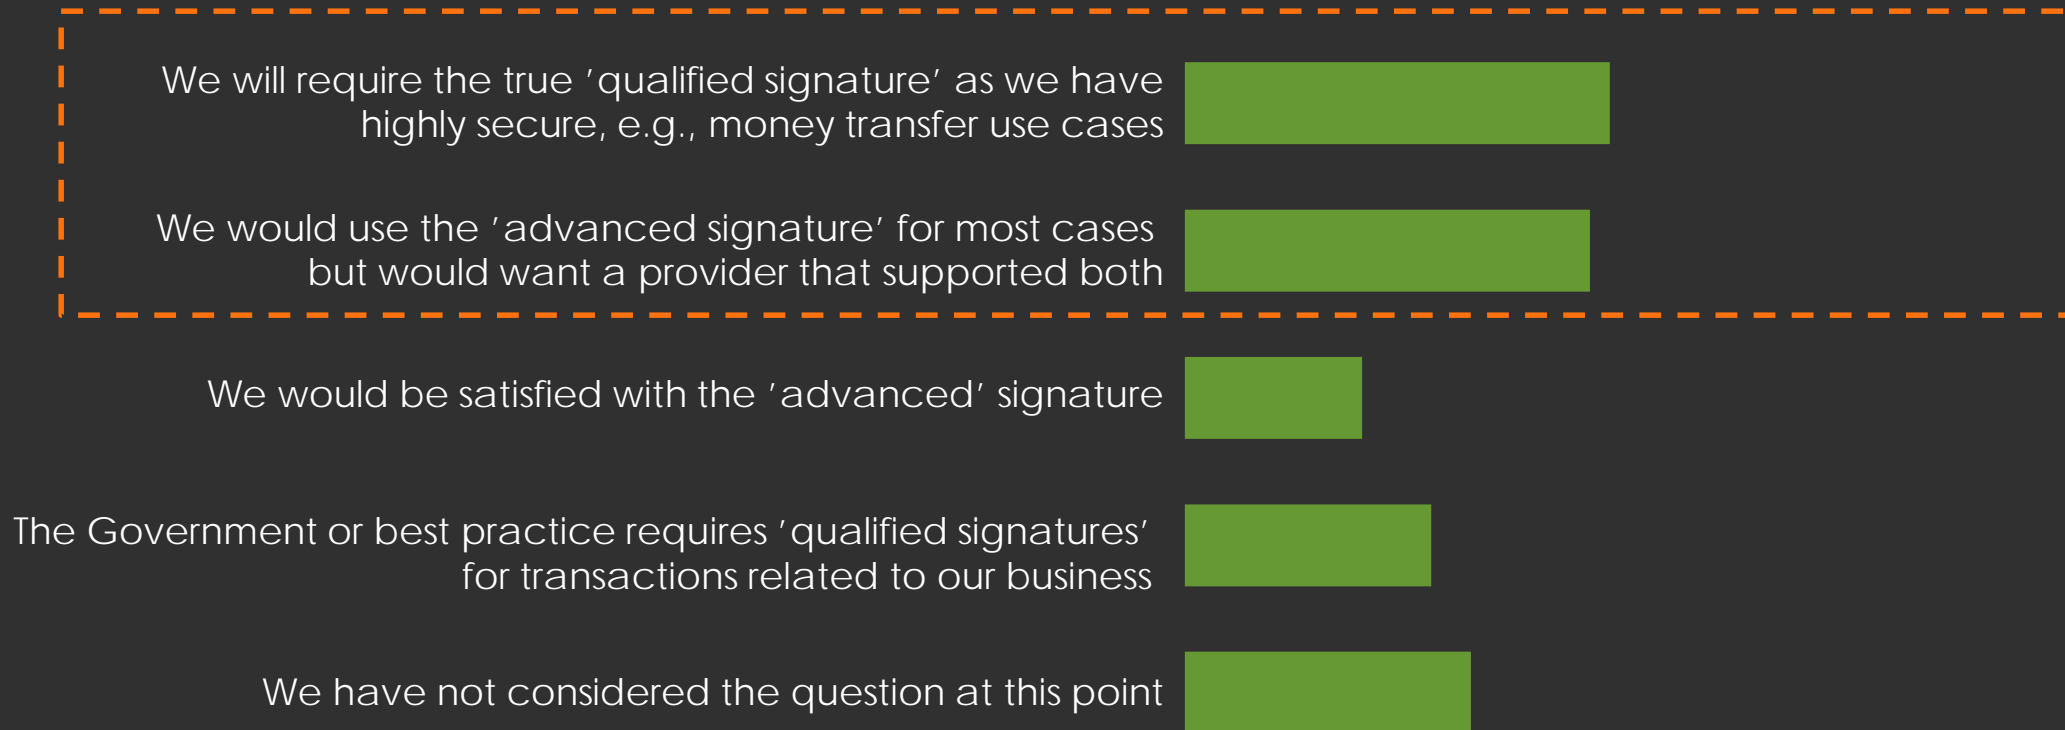 We will require the true 'qualified signature' as we have
highly secure, e.g., money transfer use cases
We would use the 'advanced signature' for most cases
but would want a provider that supported both
We would be satisfied with the 'advanced' signature
The Government or best practice requires 'qualified signatures'
for transactions related to our business
We have not considered the question at this point